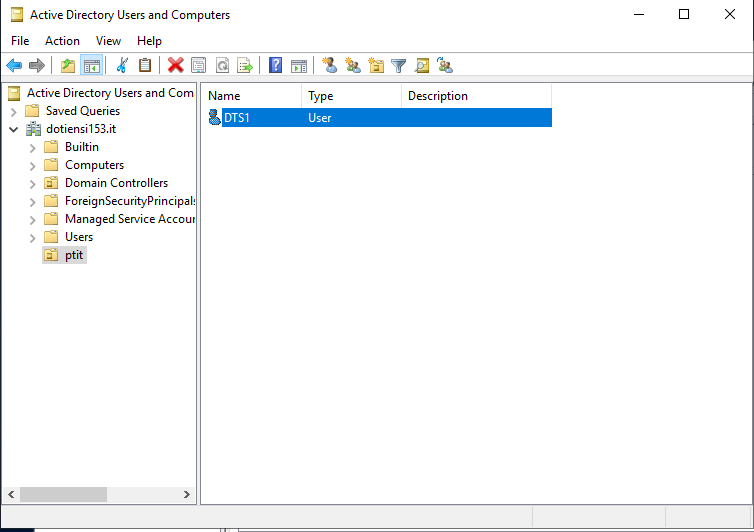 Active Directory Users and Computers
File Action View Help
Active Directory Users and Com
Saved Queries
dotiensi153.it
Builtin
Computers
Domain Controllers
ForeignSecurityPrincipals
Managed Service Accour
Users
ptit
Name Type Description
DTS1 User